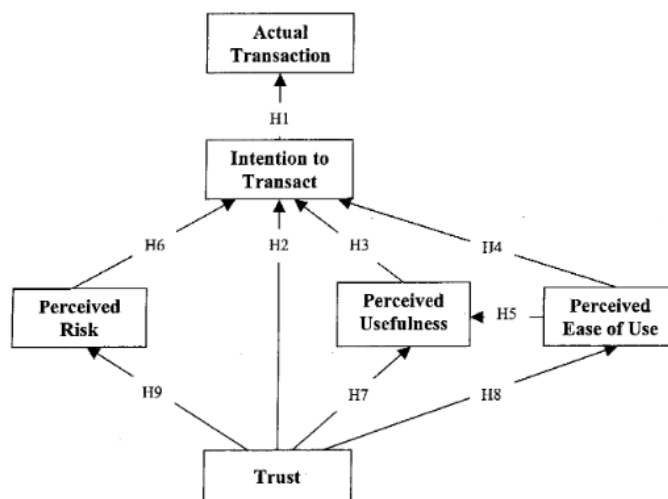 Actual
Transaction
H1
Intention to
Transact
H6
H2
H3
H4
Perceived
Risk
Perceived
Usefulness
H5
Perceived
Ease of Use
H9
H7
H8
Trust